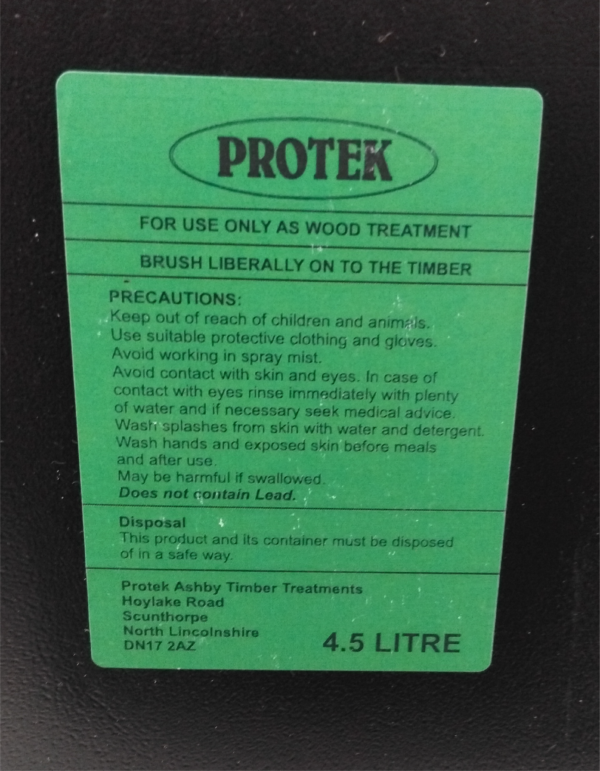 PROTEK
FOR USE ONLY AS WOOD TREATMENT
BRUSH LIBERALLY ON TO THE TIMBER
PRECAUTIONS:
Keep out of reach of children and animals.
Use suitable protective clothing and gloves.
Avoid working in spray mist.
Avoid contact with skin and eyes. In case of
contact with eyes rinse immediately with plenty
of water and if necessary seek medical advice.
Wash splashes from skin with water and detergent.
Wash hands and exposed skin before meals
and after use.
May be harmful if swallowed.
Does not contain Lead.
Disposal
This product and its container must be disposed
of in a safe way.
Protek Ashby Timber Treatments
Hoylake Road
Scunthorpe
North Lincolnshire
DN17 2AZ
4.5 LITRE